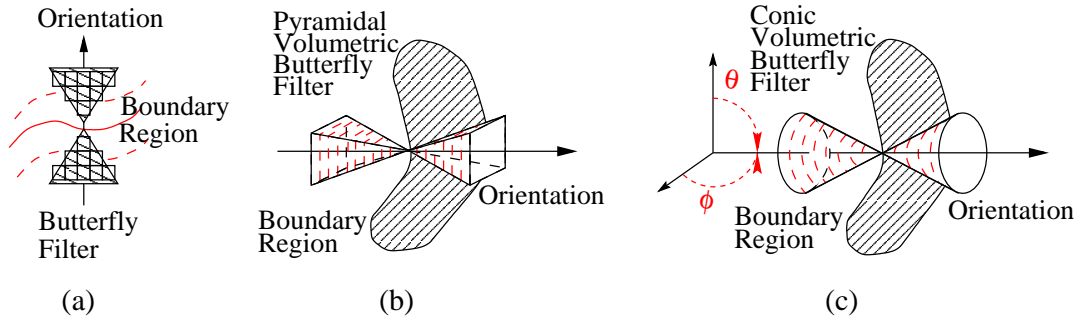 Orientation
Boundary
Region
Butterfly
Filter
(a)
Pyramidal
Volumetric
Butterfly
Filter
Orientation
Boundary
Region
(b)
Conic
Volumetric
Butterfly
Filter
θ
ϕ
Boundary
Region
Orientation
(c)